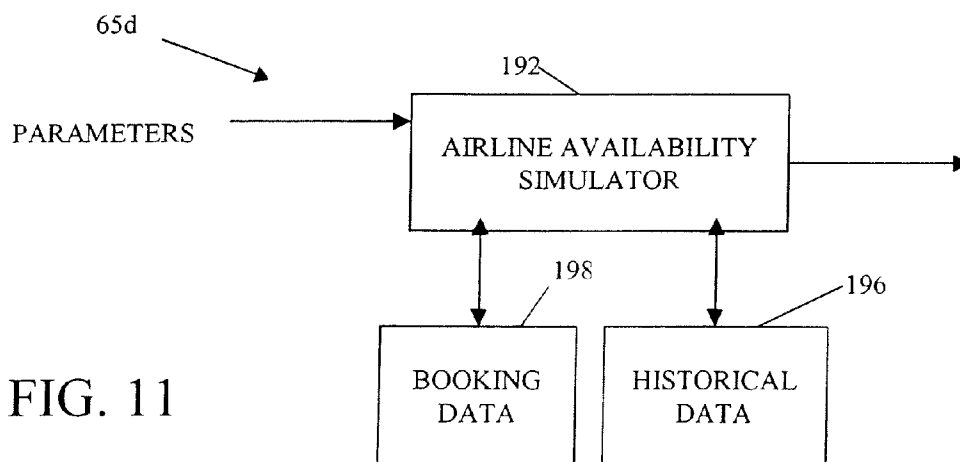 65d
192
PARAMETERS
AIRLINE AVAILABILITY
SIMULATOR
198
196
BOOKING
DATA
HISTORICAL
DATA
FIG. 11